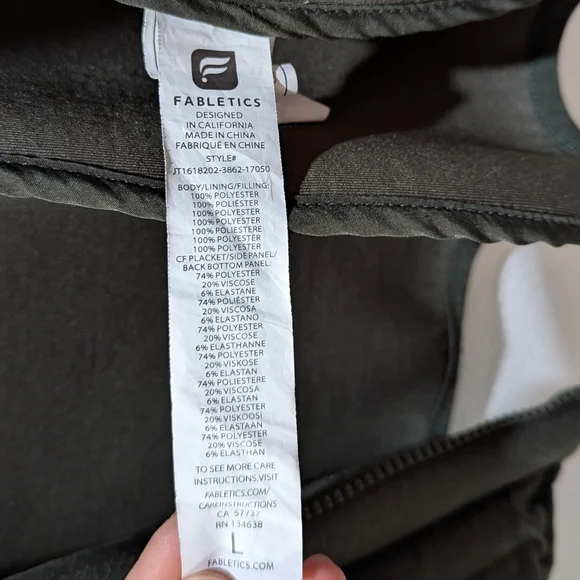 FABLETICS
DESIGNED
IN CALIFORNIA
MADE IN CHINA
FABRIQUÉ EN CHINE
STYLE#
JT1618202-3862-17050
BODY/LINING/FILLING:
100% POLYESTER
100% POLYESTER
100% POLIÉSTER
100% POLYESTER
100% POLIESTERE
100% POLYESTER
100% POLYESTER
CF PLACKET/SIDE PANEL/
BACK BOTTOM PANEL:
74% POLYESTER
20% VISCOSE
6% ELASTANE
74% POLIÉSTER
20% VISCOSA
6% ELASTANO
74% POLYESTER
20% VISCOSE
6% ELASTHANNE
74% POLYESTER
20% VISKOSE
6% ELASTAN
74% POLIESTERE
20% VISCOSA
6% ELASTAN
74% POLYESTER
20% VISKOOSI
6% ELASTAAN
74% POLYESTER
20% VISCOSE
6% ELASTHAN
TO SEE MORE CARE
INSTRUCTIONS,VISIT
FABLETICS.COM/
CAREINSTRUCTIONS
CA 57737
RN 134638
L
FABLETICS.COM